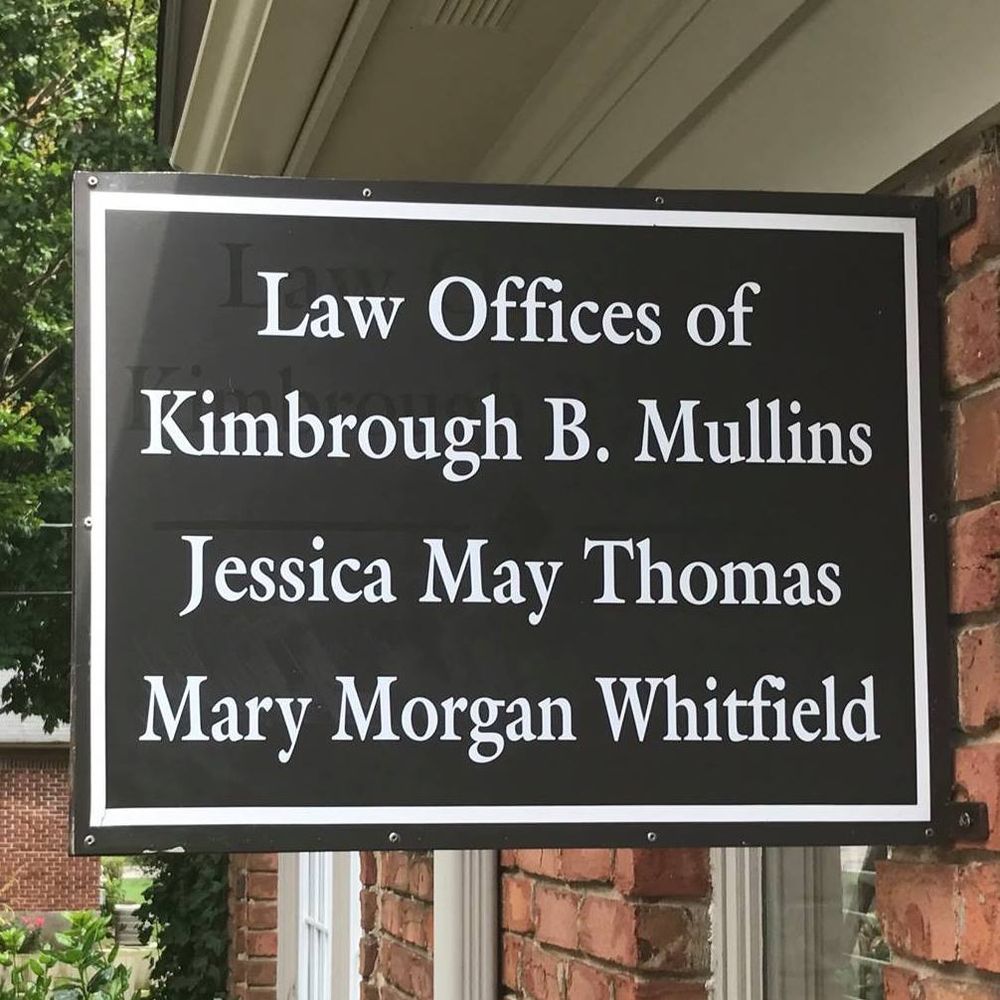 Law Offices of
Kimbrough B. Mullins
Jessica May Thomas
Mary Morgan Whitfield